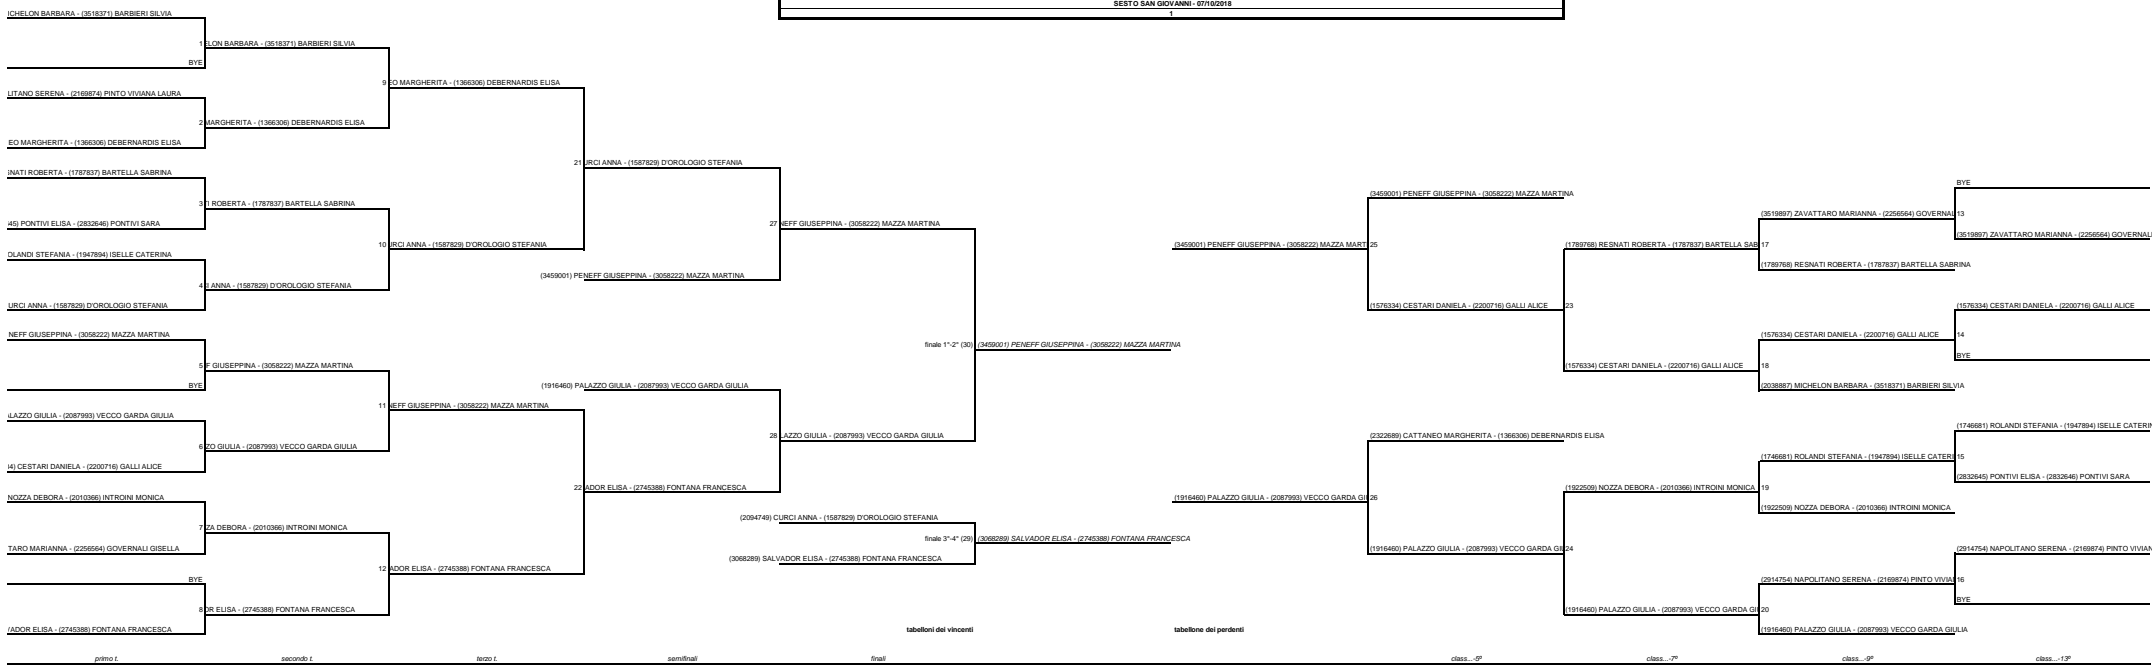 SESTO SAN GIOVANNI - 07/10/2018
1
ICHELON BARBARA - (3518371) BARBIERI SILVIA
1 ELON BARBARA - (3518371) BARBIERI SILVIA
BYE
9 EO MARGHERITA - (1366306) DEBERNARDIS ELISA
LITANO SERENA - (2169874) PINTO VIVIANA LAURA
2 MARGHERITA - (1366306) DEBERNARDIS ELISA
EO MARGHERITA - (1366306) DEBERNARDIS ELISA
21 URCI ANNA - (1587829) D'OROLOGIO STEFANIA
SNATI ROBERTA - (1787837) BARTELLA SABRINA
3 TI ROBERTA - (1787837) BARTELLA SABRINA
45) PONTIVI ELISA - (2832646) PONTIVI SARA
27 NEFF GIUSEPPINA - (3058222) MAZZA MARTINA
10 URCI ANNA - (1587829) D'OROLOGIO STEFANIA
OLANDI STEFANIA - (1947894) ISELLE CATERINA
(3459001) PENEFF GIUSEPPINA - (3058222) MAZZA MARTINA
4 I ANNA - (1587829) D'OROLOGIO STEFANIA
URCI ANNA - (1587829) D'OROLOGIO STEFANIA
NEFF GIUSEPPINA - (3058222) MAZZA MARTINA
finale 1°-2° (30) (3459001) PENEFF GIUSEPPINA - (3058222) MAZZA MARTINA
5 F GIUSEPPINA - (3058222) MAZZA MARTINA
BYE
(1916460) PALAZZO GIULIA - (2087993) VECCO GARDA GIULIA
11 NEFF GIUSEPPINA - (3058222) MAZZA MARTINA
ALAZZO GIULIA - (2087993) VECCO GARDA GIULIA
28 LAZZO GIULIA - (2087993) VECCO GARDA GIULIA
6 ZO GIULIA - (2087993) VECCO GARDA GIULIA
4) CESTARI DANIELA - (2200716) GALLI ALICE
22 ADOR ELISA - (2745388) FONTANA FRANCESCA
NOZZA DEBORA - (2010366) INTROINI MONICA
(2094749) CURCI ANNA - (1587829) D'OROLOGIO STEFANIA
7 ZA DEBORA - (2010366) INTROINI MONICA
finale 3°-4° (29) (3068289) SALVADOR ELISA - (2745388) FONTANA FRANCESCA
TARO MARIANNA - (2256564) GOVERNALI GISELLA
(3068289) SALVADOR ELISA - (2745388) FONTANA FRANCESCA
12 ADOR ELISA - (2745388) FONTANA FRANCESCA
BYE
8 OR ELISA - (2745388) FONTANA FRANCESCA
VADOR ELISA - (2745388) FONTANA FRANCESCA
(3459001) PENEFF GIUSEPPINA - (3058222) MAZZA MARTINA
(3459001) PENEFF GIUSEPPINA - (3058222) MAZZA MART 25
(1576334) CESTARI DANIELA - (2200716) GALLI ALICE 23
(1789768) RESNATI ROBERTA - (1787837) BARTELLA SAB 17
BYE
(3519897) ZAVATTARO MARIANNA - (2256564) GOVERNAL 13
(3519897) ZAVATTARO MARIANNA - (2256564) GOVERNALI
(1789768) RESNATI ROBERTA - (1787837) BARTELLA SABRINA
(1576334) CESTARI DANIELA - (2200716) GALLI ALICE
(1576334) CESTARI DANIELA - (2200716) GALLI ALICE 14
BYE
(1576334) CESTARI DANIELA - (2200716) GALLI ALICE 18
(2038887) MICHELON BARBARA - (3518371) BARBIERI SILVIA
(2322689) CATTANEO MARGHERITA - (1366306) DEBERNARDIS ELISA
(1746681) ROLANDI STEFANIA - (1947894) ISELLE CATERIN
(1746681) ROLANDI STEFANIA - (1947894) ISELLE CATERI 15
(2832645) PONTIVI ELISA - (2832646) PONTIVI SARA
(1922509) NOZZA DEBORA - (2010366) INTROINI MONICA 19
(1922509) NOZZA DEBORA - (2010366) INTROINI MONICA
(1916460) PALAZZO GIULIA - (2087993) VECCO GARDA GI 26
(1916460) PALAZZO GIULIA - (2087993) VECCO GARDA GI 24
(2914754) NAPOLITANO SERENA - (2169874) PINTO VIVIAN
(2914754) NAPOLITANO SERENA - (2169874) PINTO VIVIA 16
BYE
(1916460) PALAZZO GIULIA - (2087993) VECCO GARDA GI 20
(1916460) PALAZZO GIULIA - (2087993) VECCO GARDA GIULIA
tabelloni dei vincenti
tabellone dei perdenti
primo t.
secondo t.
terzo t.
semifinali
finali
class...-5º
class...-7º
class...-9º
class...-13º